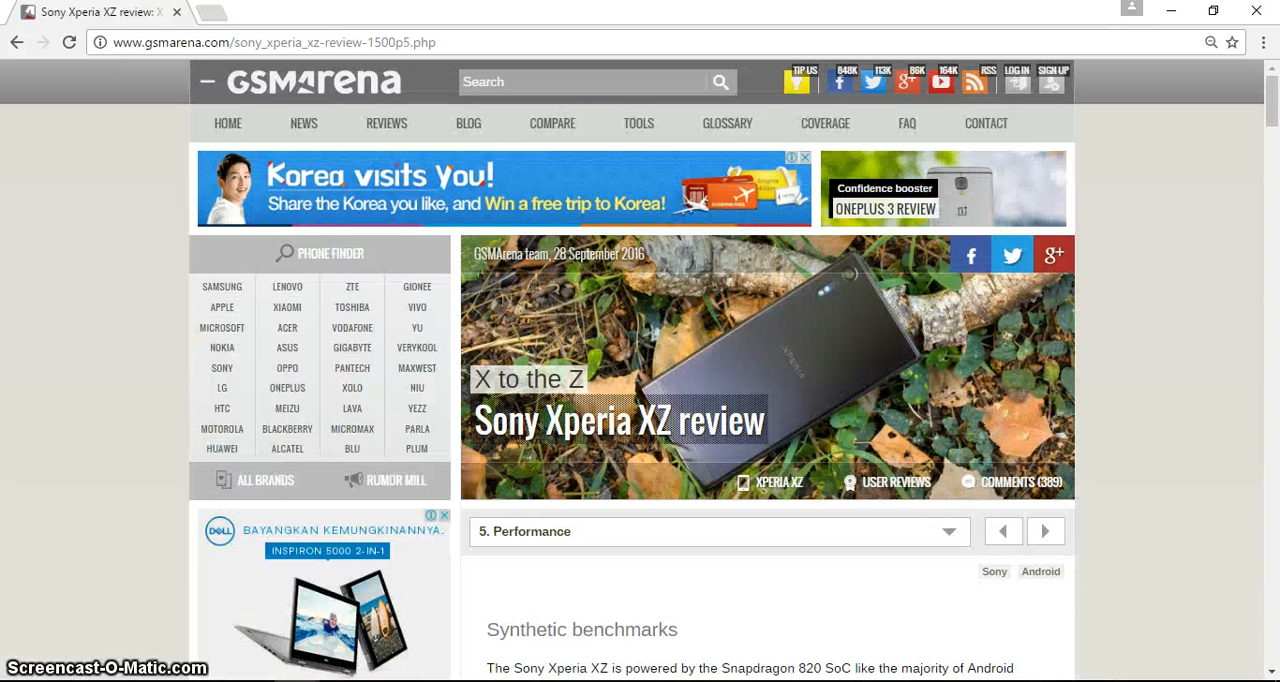 Sony Xperia XZ review: X
www.gsmarena.com/sony_xperia_xz-review-1500p5.php
GSMArena
Search
TIP US
848K
113K
86K
164K
RSS
LOG IN
SIGN UP
HOME
NEWS
REVIEWS
BLOG
COMPARE
TOOLS
GLOSSARY
COVERAGE
FAQ
CONTACT
Korea visits You!
Share the Korea you like, and Win a free trip to Korea!
Confidence booster
ONEPLUS 3 REVIEW
PHONE FINDER
SAMSUNG LENOVO ZTE GIONEE
APPLE XIAOMI TOSHIBA VIVO
MICROSOFT ACER VODAFONE YU
NOKIA ASUS GIGABYTE VERYKOOL
SONY OPPO PANTECH MAXWEST
LG ONEPLUS XOLO NIU
HTC MEIZU LAVA YEZZ
MOTOROLA BLACKBERRY MICROMAX PARLA
HUAWEI ALCATEL BLU PLUM
ALL BRANDS
RUMOR MILL
GSMArena team, 28 September 2016
f
g+
XPERIA
X to the Z
Sony Xperia XZ review
XPERIA XZ
USER REVIEWS
COMMENTS (389)
DELL
BAYANGKAN KEMUNGKINANNYA.
INSPIRON 5000 2-IN-1
5. Performance
Sony
Android
Synthetic benchmarks
The Sony Xperia XZ is powered by the Snapdragon 820 SoC like the majority of Android
Screencast-O-Matic.com